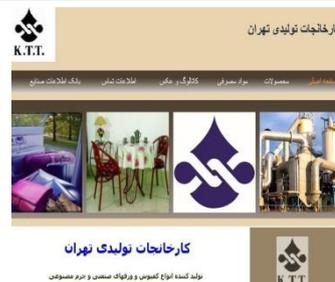 K.T.T.
کارخانجات تولیدی تهران
صفحه اصلی محصولات مواد مصرفی کاتالوگ و عکس اطلاعات تماس بانک اطلاعات صنایع
کارخانجات تولیدی تهران
تولید کننده انواع کفپوش و ورقهای صنعتی و چرم مصنوعی
K.T.T.